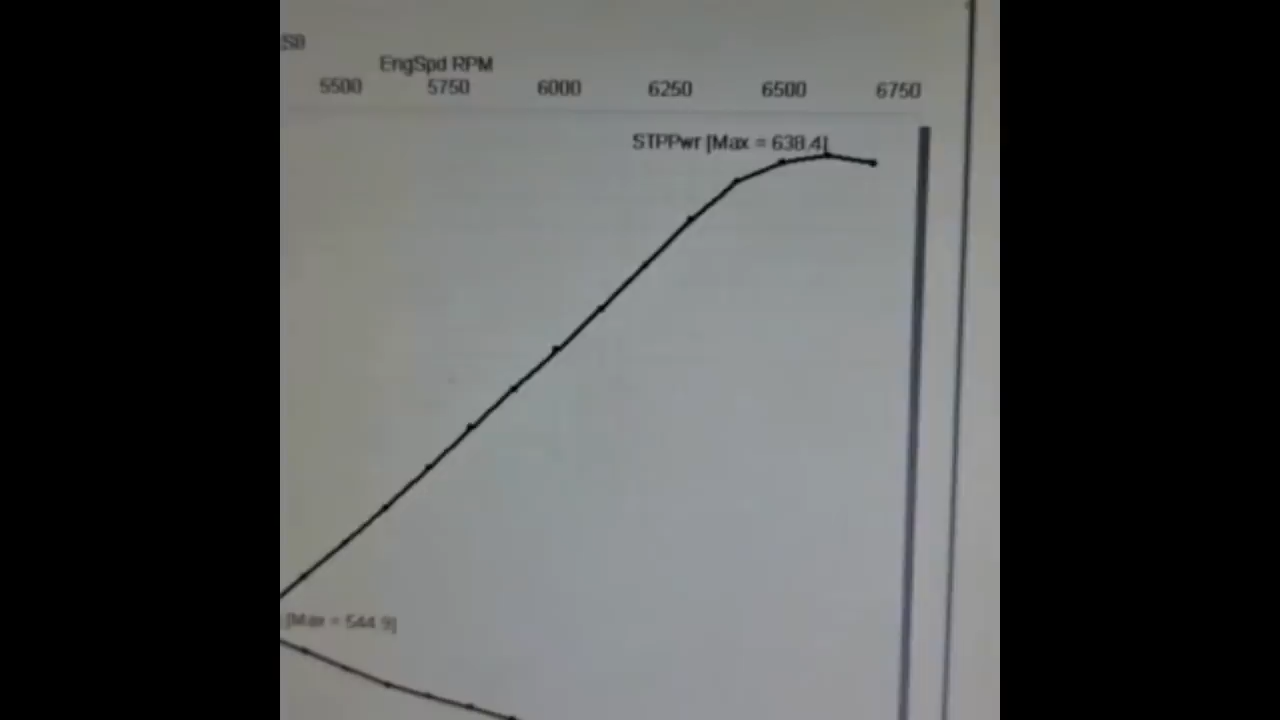 EngSpd RPM
5500 5750 6000 6250 6500 6750
STPPwr [Max = 638.4]
[Max = 544.9]